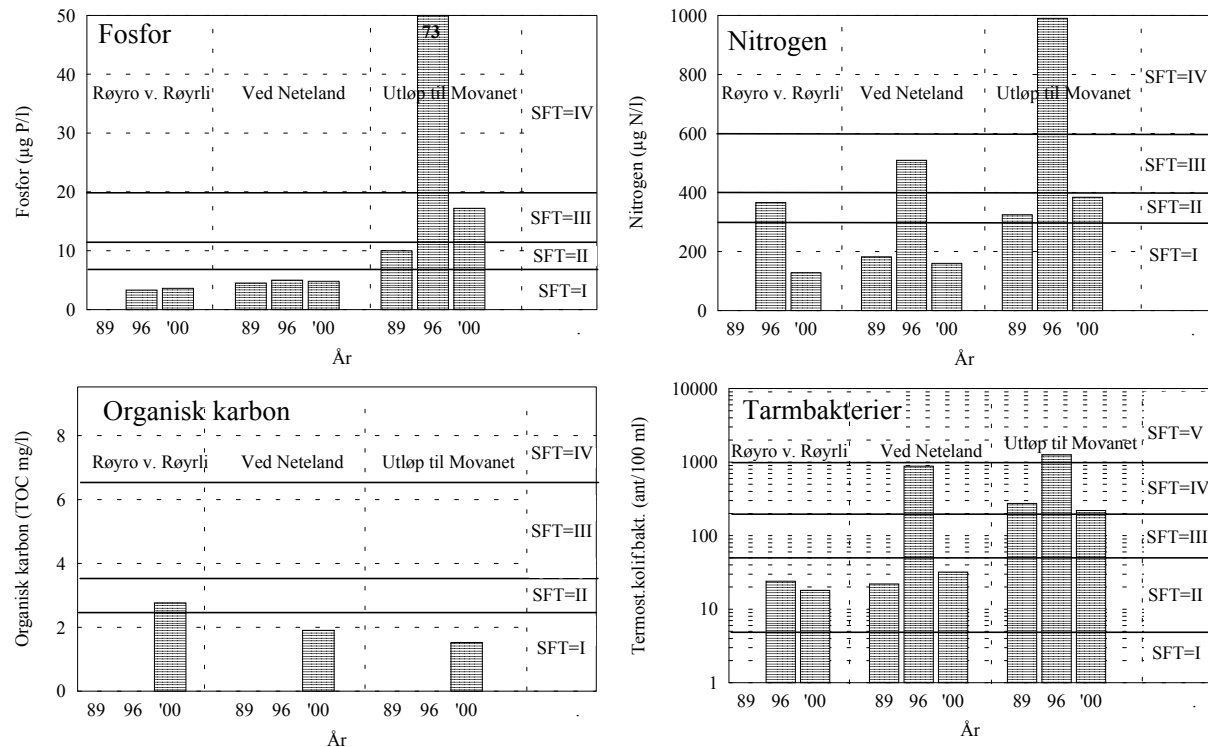 Fosfor
Fosfor (µg P/l)
50
40
30
20
10
0
73
Røyro v. Røyrli
Ved Neteland
Utløp til Movanet
SFT=IV
SFT=III
SFT=II
SFT=I
89 96 '00 89 96 '00 89 96 '00 .
År
Nitrogen
Nitrogen (µg N/l)
1000
800
600
400
200
0
Røyro v. Røyrli
Ved Neteland
Utløp til Movanet
SFT=IV
SFT=III
SFT=II
SFT=I
89 96 '00 89 96 '00 89 96 '00 .
År
Organisk karbon
Organisk karbon (TOC mg/l)
8
6
4
2
0
Røyro v. Røyrli
Ved Neteland
Utløp til Movanet
SFT=IV
SFT=III
SFT=II
SFT=I
89 96 '00 89 96 '00 89 96 '00 .
År
Tarmbakterier
Termost.kolif.bakt. (ant/100 ml)
10000
1000
100
10
1
Røyro v. Røyrli
Ved Neteland
Utløp til Movanet
SFT=V
SFT=IV
SFT=III
SFT=II
SFT=I
89 96 '00 89 96 '00 89 96 '00 .
År